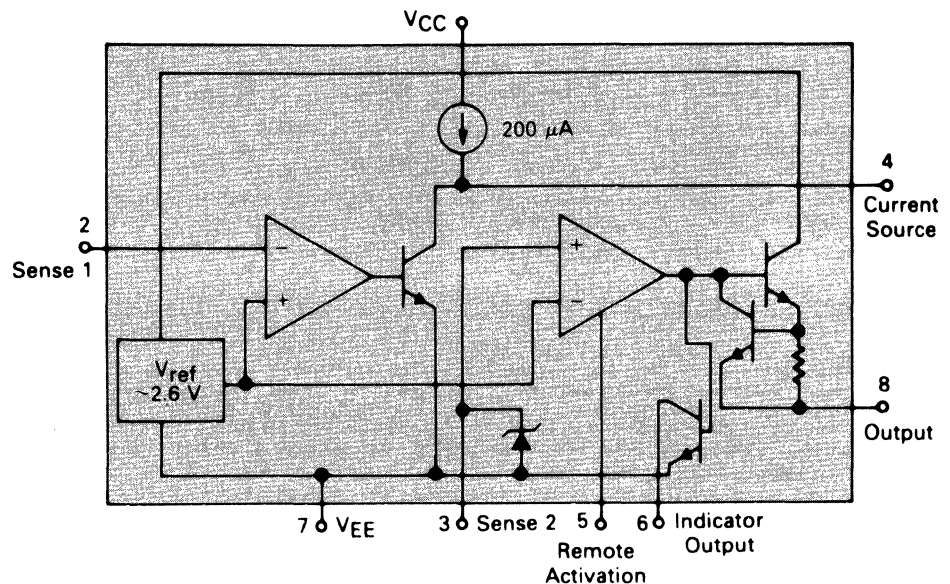 VCC
200 μA
4
Current
Source
2
Sense 1
−
+
+
−
Vref
~2.6 V
8
Output
7 VEE
3 Sense 2
5
Remote
Activation
6 Indicator
Output